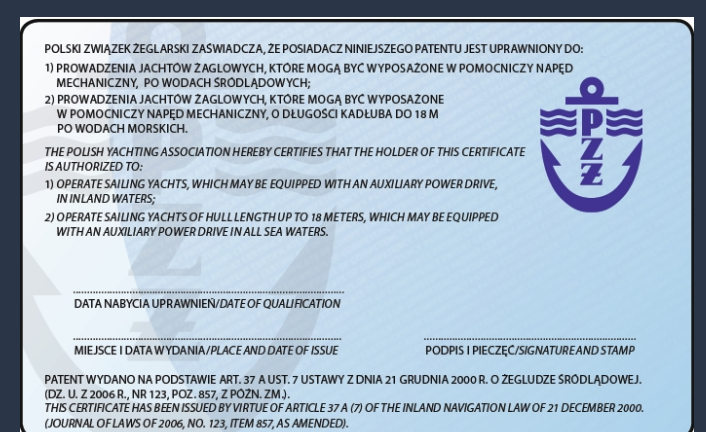 POLSKI ZWIĄZEK ŻEGLARSKI ZAŚWIADCZA, ŻE POSIADACZ NINIEJSZEGO PATENTU JEST UPRAWNIONY DO:
1) PROWADZENIA JACHTÓW ŻAGLOWYCH, KTÓRE MOGĄ BYĆ WYPOSAŻONE W POMOCNICZY NAPĘD
MECHANICZNY, PO WODACH ŚRÓDLĄDOWYCH;
2) PROWADZENIA JACHTÓW ŻAGLOWYCH, KTÓRE MOGĄ BYĆ WYPOSAŻONE
W POMOCNICZY NAPĘD MECHANICZNY, O DŁUGOŚCI KADŁUBA DO 18 M
PO WODACH MORSKICH.
THE POLISH YACHTING ASSOCIATION HEREBY CERTIFIES THAT THE HOLDER OF THIS CERTIFICATE
IS AUTHORIZED TO:
1) OPERATE SAILING YACHTS, WHICH MAY BE EQUIPPED WITH AN AUXILIARY POWER DRIVE,
IN INLAND WATERS;
2) OPERATE SAILING YACHTS OF HULL LENGTH UP TO 18 METERS, WHICH MAY BE EQUIPPED
WITH AN AUXILIARY POWER DRIVE IN ALL SEA WATERS.
P
Z
Ż
DATA NABYCIA UPRAWNIEŃ/DATE OF QUALIFICATION
MIEJSCE I DATA WYDANIA/PLACE AND DATE OF ISSUE
PODPIS I PIECZĘĆ/SIGNATURE AND STAMP
PATENT WYDANO NA PODSTAWIE ART. 37 A UST. 7 USTAWY Z DNIA 21 GRUDNIA 2000 R. O ŻEGLUDZE ŚRÓDLĄDOWEJ.
(DZ. U. Z 2006 R., NR 123, POZ. 857, Z PÓŹN. ZM.).
THIS CERTIFICATE HAS BEEN ISSUED BY VIRTUE OF ARTICLE 37 A (7) OF THE INLAND NAVIGATION LAW OF 21 DECEMBER 2000.
(JOURNAL OF LAWS OF 2006, NO. 123, ITEM 857, AS AMENDED).